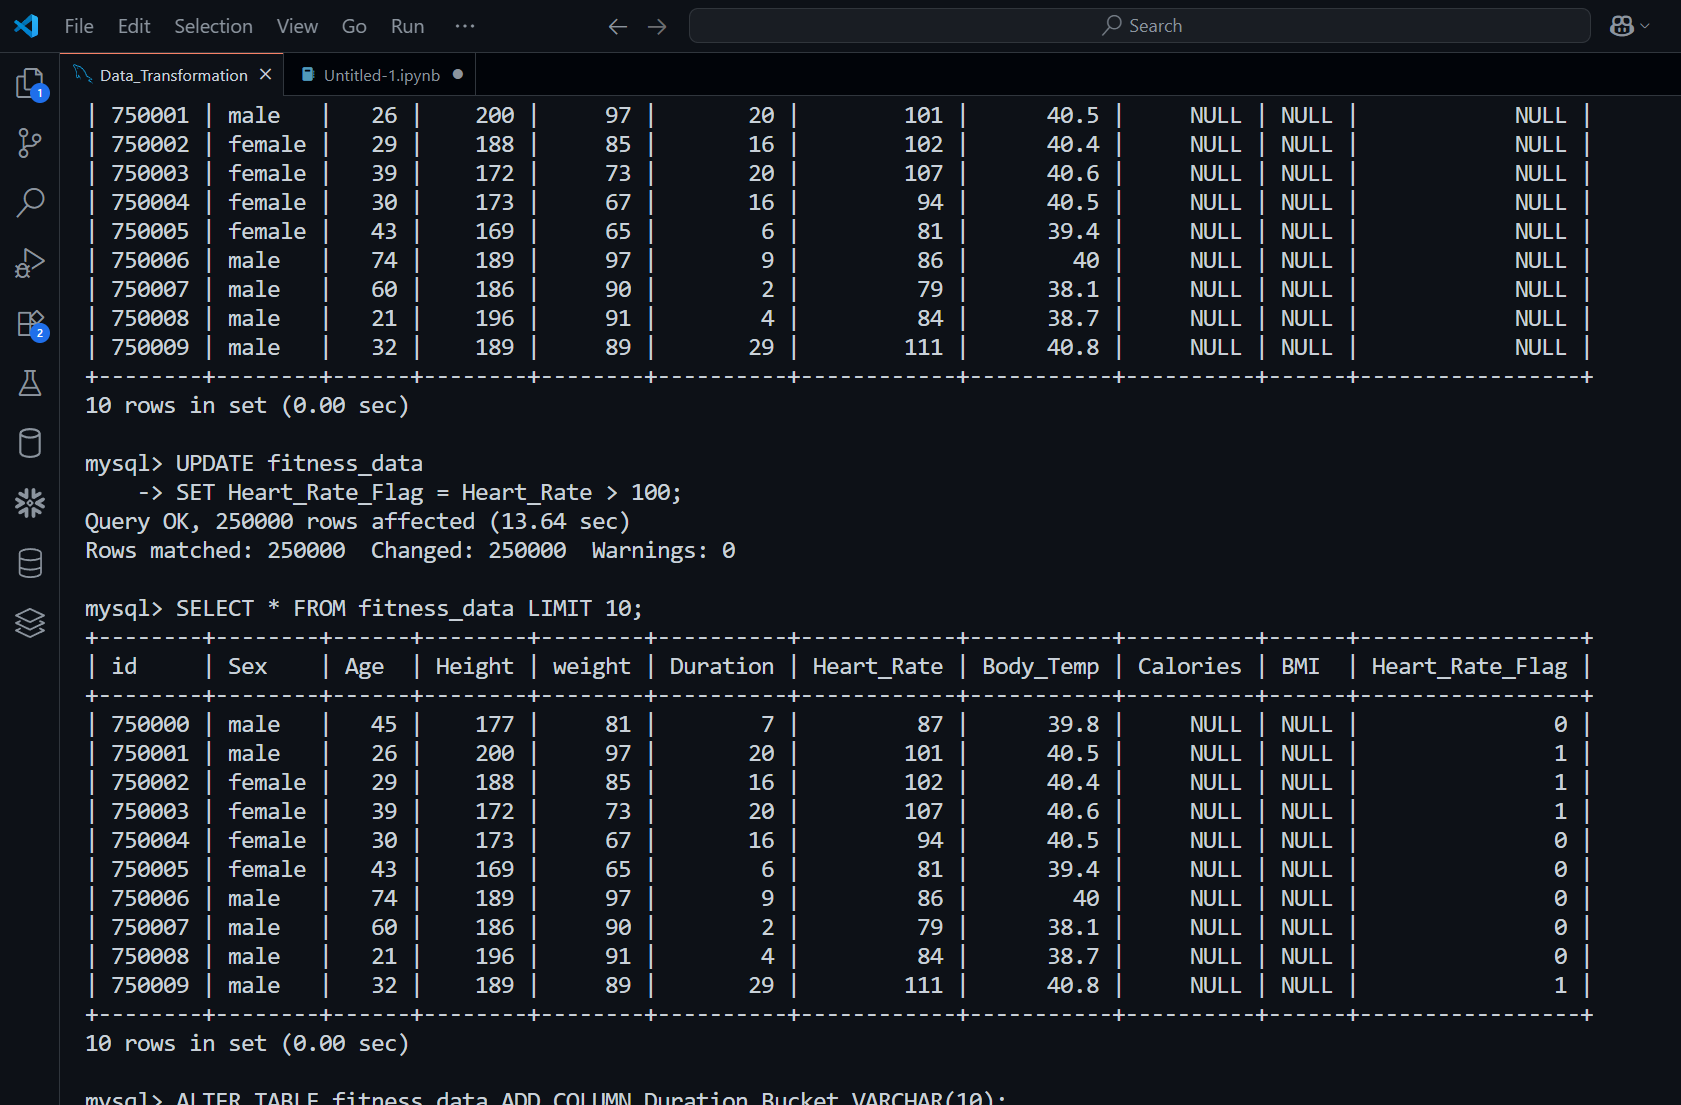 File Edit Selection View Go Run ··· Search
1
2
Data_Transformation Untitled-1.ipynb
| 750001 | male   |   26 |    200 |     97 |       20 |        101 |      40.5 |     NULL | NULL |            NULL |
| 750002 | female |   29 |    188 |     85 |       16 |        102 |      40.4 |     NULL | NULL |            NULL |
| 750003 | female |   39 |    172 |     73 |       20 |        107 |      40.6 |     NULL | NULL |            NULL |
| 750004 | female |   30 |    173 |     67 |       16 |         94 |      40.5 |     NULL | NULL |            NULL |
| 750005 | female |   43 |    169 |     65 |        6 |         81 |      39.4 |     NULL | NULL |            NULL |
| 750006 | male   |   74 |    189 |     97 |        9 |         86 |        40 |     NULL | NULL |            NULL |
| 750007 | male   |   60 |    186 |     90 |        2 |         79 |      38.1 |     NULL | NULL |            NULL |
| 750008 | male   |   21 |    196 |     91 |        4 |         84 |      38.7 |     NULL | NULL |            NULL |
| 750009 | male   |   32 |    189 |     89 |       29 |        111 |      40.8 |     NULL | NULL |            NULL |
+--------+--------+------+--------+--------+----------+------------+-----------+----------+------+-----------------+
10 rows in set (0.00 sec)
mysql> UPDATE fitness_data
    -> SET Heart_Rate_Flag = Heart_Rate > 100;
Query OK, 250000 rows affected (13.64 sec)
Rows matched: 250000  Changed: 250000  Warnings: 0
mysql> SELECT * FROM fitness_data LIMIT 10;
+--------+--------+------+--------+--------+----------+------------+-----------+----------+------+-----------------+
| id     | Sex    | Age  | Height | weight | Duration | Heart_Rate | Body_Temp | Calories | BMI  | Heart_Rate_Flag |
+--------+--------+------+--------+--------+----------+------------+-----------+----------+------+-----------------+
| 750000 | male   |   45 |    177 |     81 |        7 |         87 |      39.8 |     NULL | NULL |               0 |
| 750001 | male   |   26 |    200 |     97 |       20 |        101 |      40.5 |     NULL | NULL |               1 |
| 750002 | female |   29 |    188 |     85 |       16 |        102 |      40.4 |     NULL | NULL |               1 |
| 750003 | female |   39 |    172 |     73 |       20 |        107 |      40.6 |     NULL | NULL |               1 |
| 750004 | female |   30 |    173 |     67 |       16 |         94 |      40.5 |     NULL | NULL |               0 |
| 750005 | female |   43 |    169 |     65 |        6 |         81 |      39.4 |     NULL | NULL |               0 |
| 750006 | male   |   74 |    189 |     97 |        9 |         86 |        40 |     NULL | NULL |               0 |
| 750007 | male   |   60 |    186 |     90 |        2 |         79 |      38.1 |     NULL | NULL |               0 |
| 750008 | male   |   21 |    196 |     91 |        4 |         84 |      38.7 |     NULL | NULL |               0 |
| 750009 | male   |   32 |    189 |     89 |       29 |        111 |      40.8 |     NULL | NULL |               1 |
+--------+--------+------+--------+--------+----------+------------+-----------+----------+------+-----------------+
10 rows in set (0.00 sec)
mysql> ALTER TABLE fitness_data ADD COLUMN Duration_Bucket VARCHAR(10);